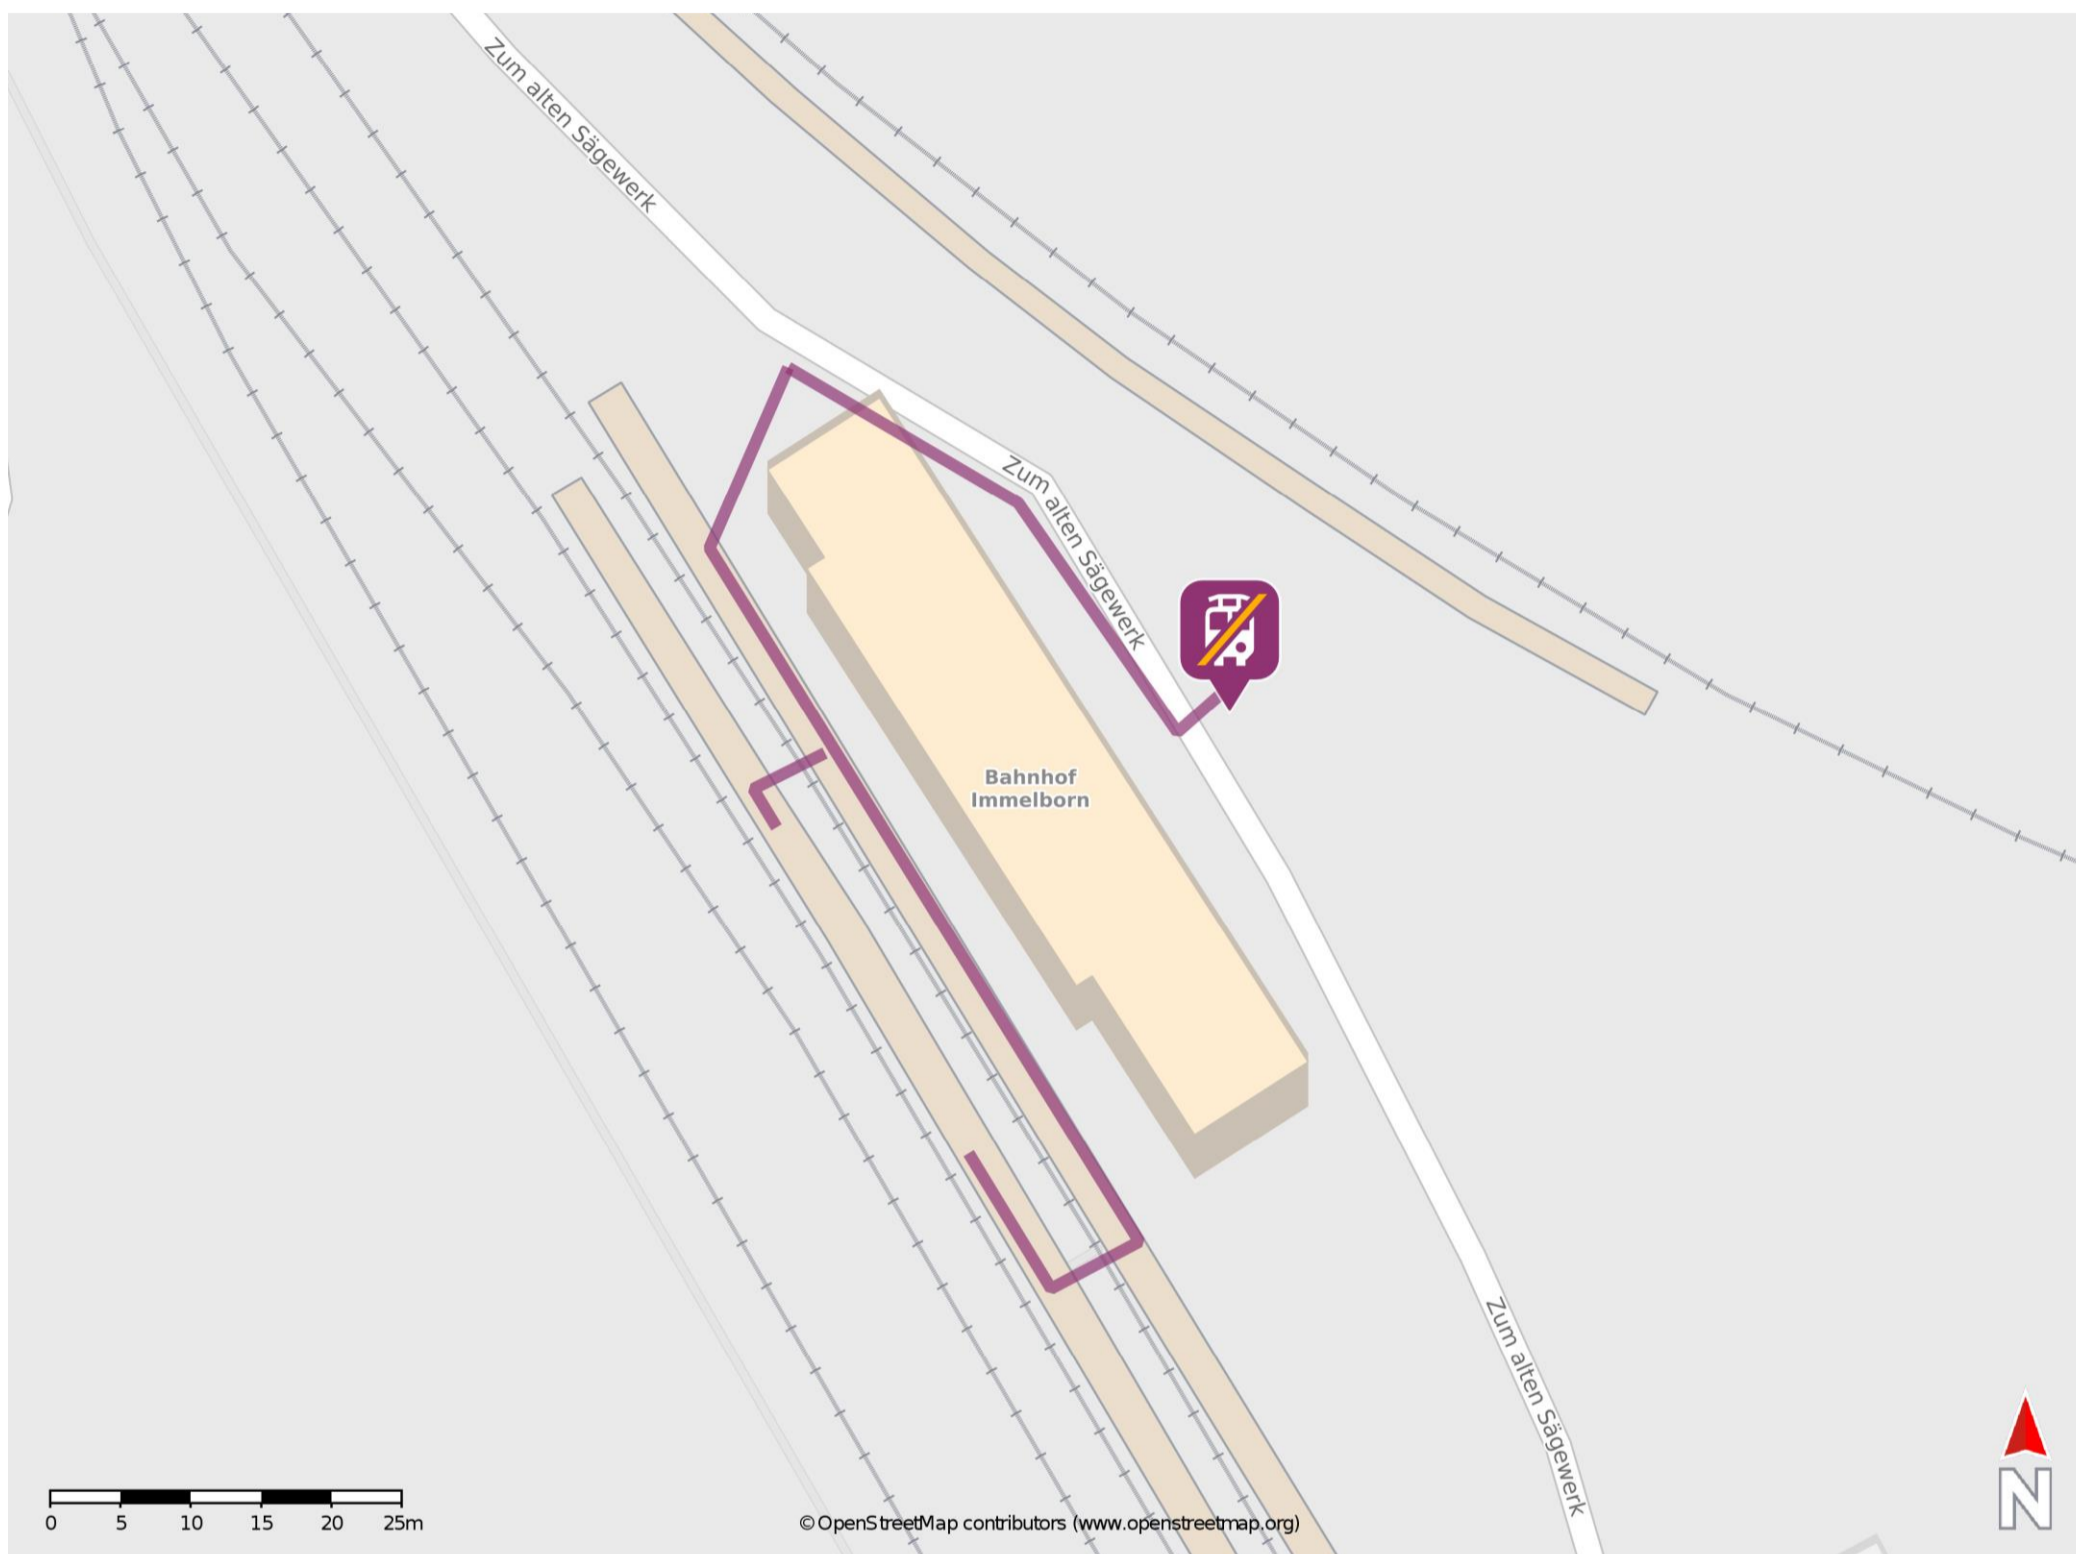 Zum alten Sägewerk
Zum alten Sägewerk
Bahnhof
Immelborn
Zum alten Sägewerk
N
0 5 10 15 20 25m
©OpenStreetMap contributors (www.openstreetmap.org)